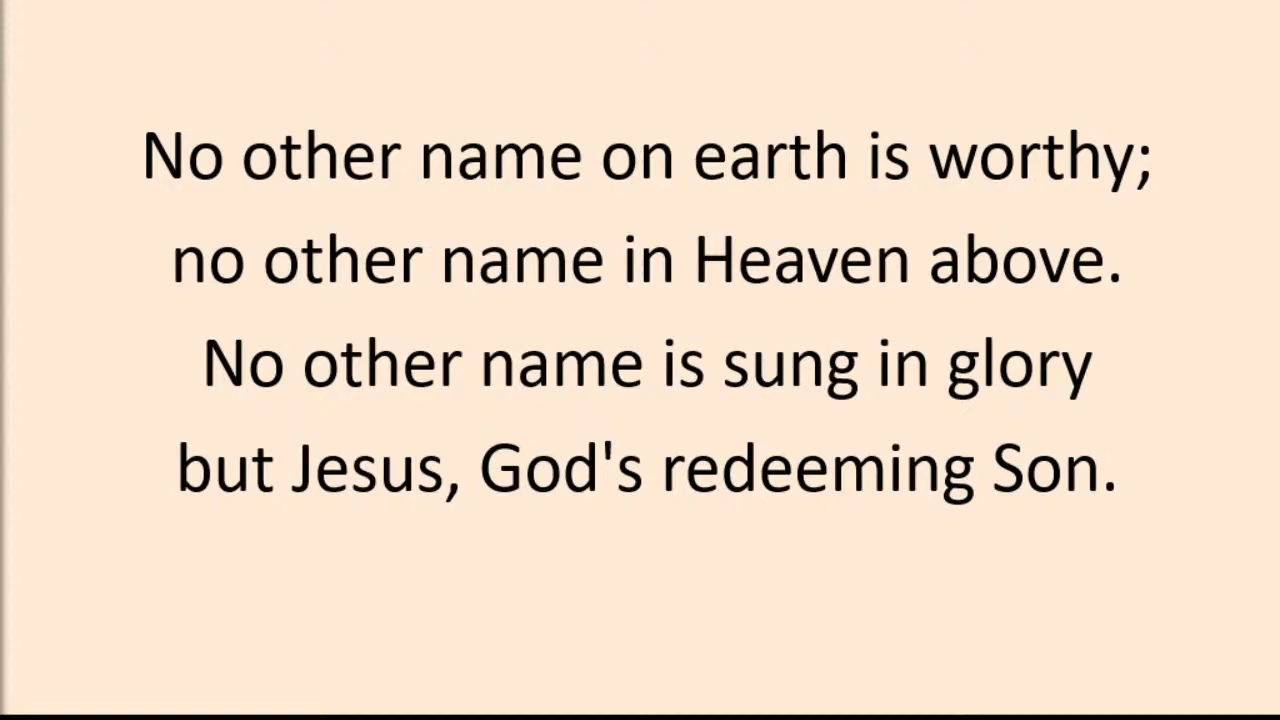 No other name on earth is worthy;
no other name in Heaven above.
No other name is sung in glory
but Jesus, God's redeeming Son.